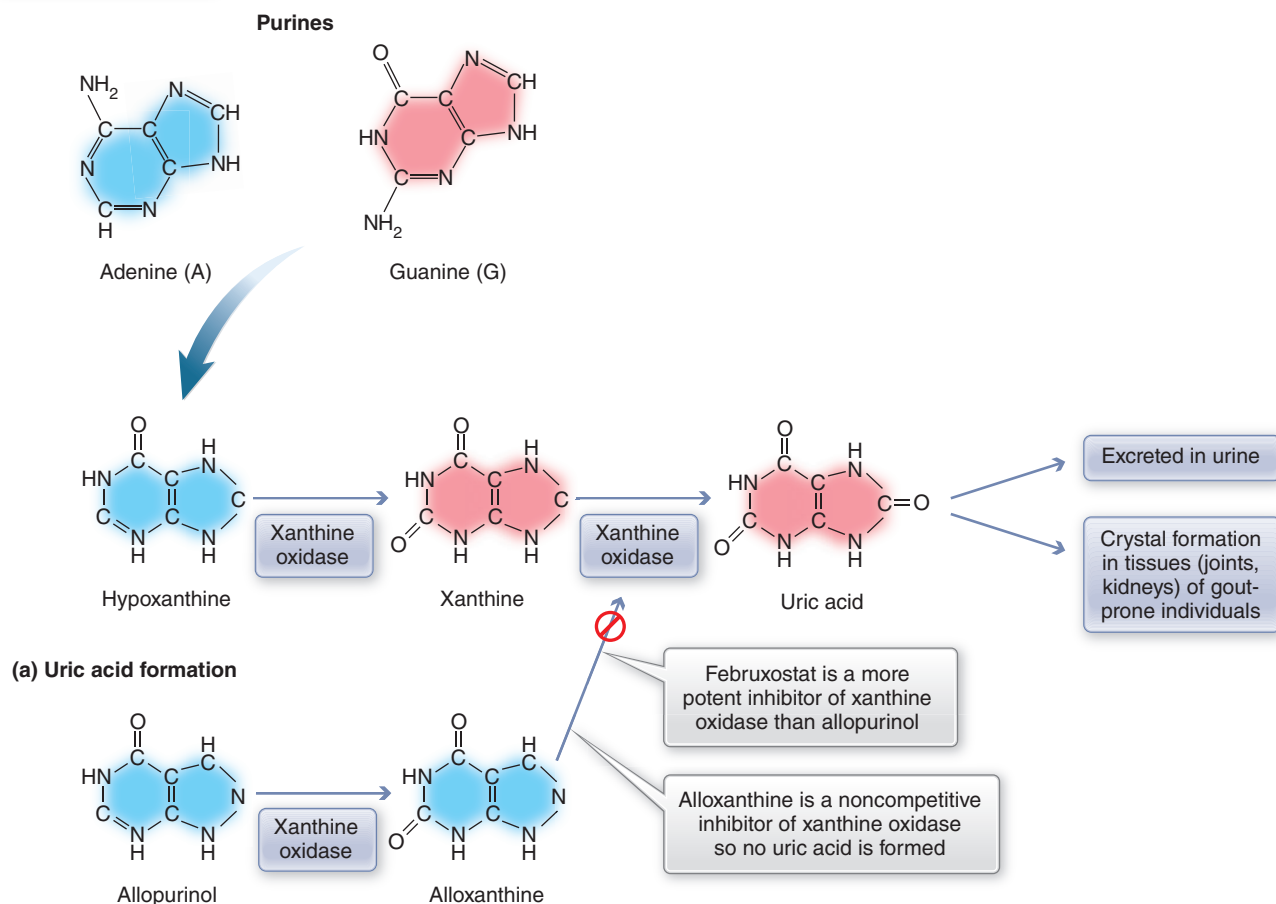 Purines
NH2
N
CH
C
C
N
C
NH
C
N
H
Adenine (A)
O
N
C
C
CH
HN
C
NH
C
N
NH2
Guanine (G)
O
H
C
N
HN
C
C
C
C
N
N
H
H
Hypoxanthine
Xanthine
oxidase
O
H
C
N
HN
C
C
C
C
O
N
N
H
H
Xanthine
Xanthine
oxidase
O
H
C
N
HN
C
C
O
C
C
O
N
N
H
H
Uric acid
Excreted in urine
Crystal formation
in tissues (joints,
kidneys) of gout-
prone individuals
(a) Uric acid formation
O
H
C
C
HN
C
N
C
C
N
N
H
H
Allopurinol
Xanthine
oxidase
O
H
C
C
HN
C
N
C
C
O
N
N
H
H
Alloxanthine
Februxostat is a more
potent inhibitor of xanthine
oxidase than allopurinol
Alloxanthine is a noncompetitive
inhibitor of xanthine oxidase
so no uric acid is formed